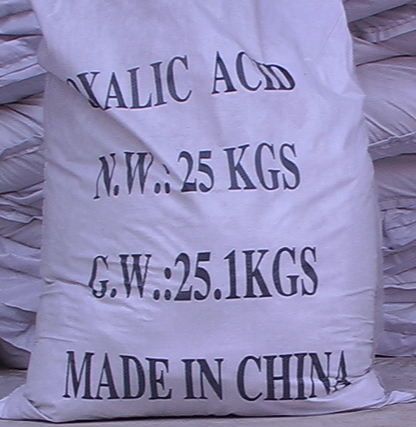 OXALIC ACID
N.W.: 25 KGS
G.W.:25.1KGS
MADE IN CHINA